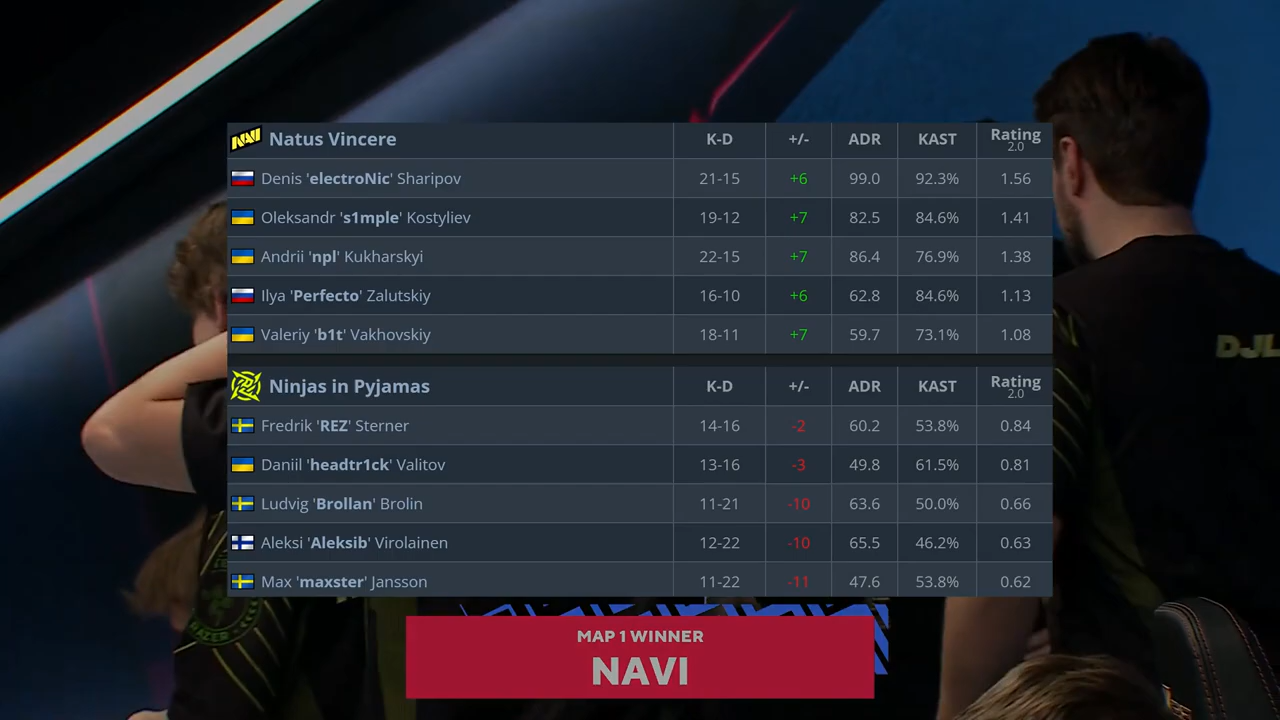 NAVI Natus Vincere K-D +/- ADR KAST Rating 2.0
Denis 'electroNic' Sharipov 21-15 +6 99.0 92.3% 1.56
Oleksandr 's1mple' Kostyliev 19-12 +7 82.5 84.6% 1.41
Andrii 'npl' Kukharskyi 22-15 +7 86.4 76.9% 1.38
Ilya 'Perfecto' Zalutskiy 16-10 +6 62.8 84.6% 1.13
Valeriy 'b1t' Vakhovskiy 18-11 +7 59.7 73.1% 1.08
Ninjas in Pyjamas K-D +/- ADR KAST Rating 2.0
Fredrik 'REZ' Sterner 14-16 -2 60.2 53.8% 0.84
Daniil 'headtr1ck' Valitov 13-16 -3 49.8 61.5% 0.81
Ludvig 'Brollan' Brolin 11-21 -10 63.6 50.0% 0.66
Aleksi 'Aleksib' Virolainen 12-22 -10 65.5 46.2% 0.63
Max 'maxster' Jansson 11-22 -11 47.6 53.8% 0.62
MAP 1 WINNER
NAVI
RAZER